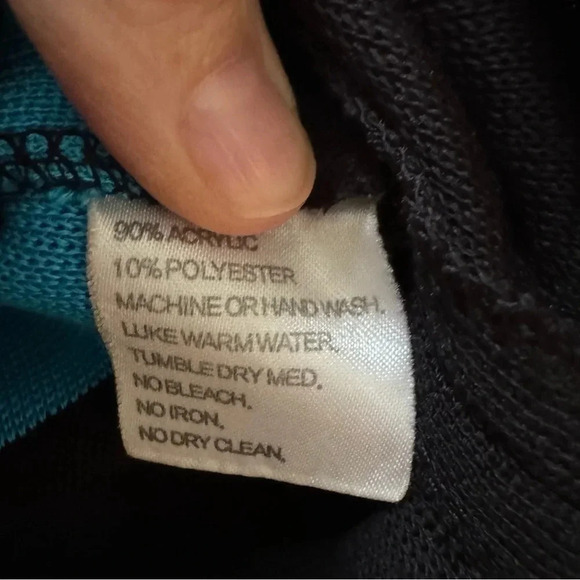 90% ACRYLIC
10% POLYESTER
MACHINE OR HAND WASH.
LUKE WARM WATER.
TUMBLE DRY MED.
NO BLEACH.
NO IRON.
NO DRY CLEAN.